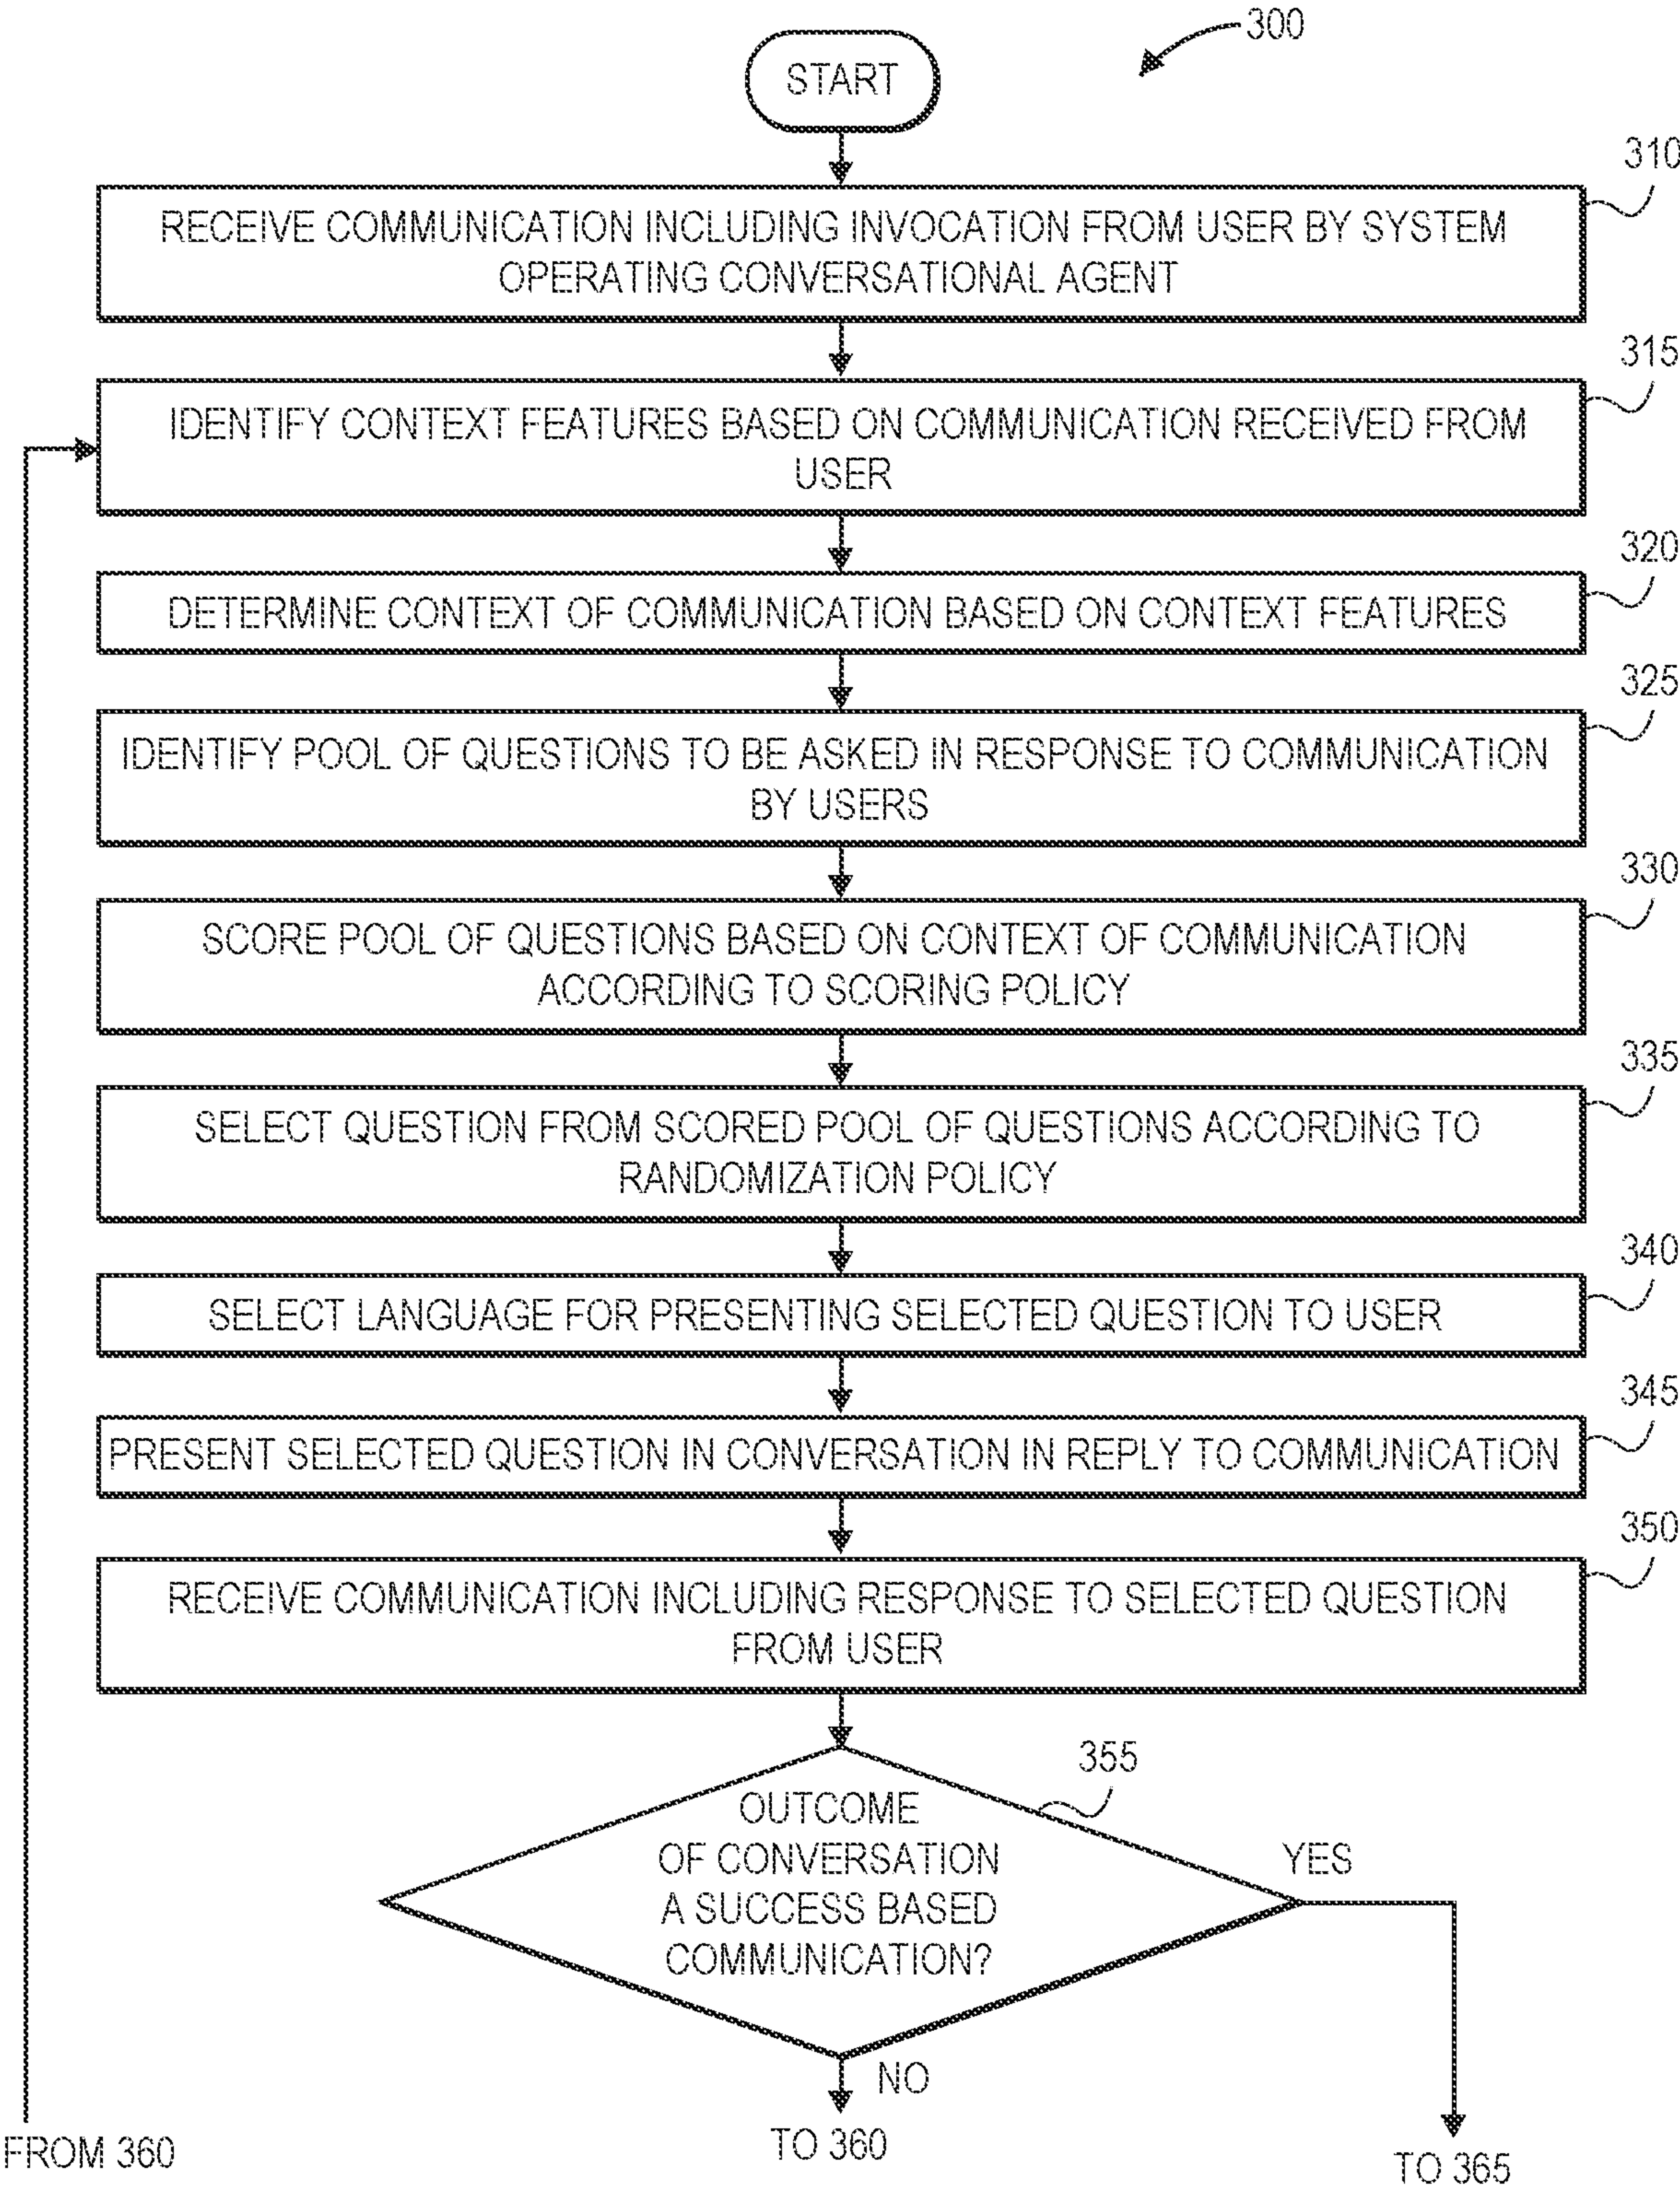 300
START
310
RECEIVE COMMUNICATION INCLUDING INVOCATION FROM USER BY SYSTEM
OPERATING CONVERSATIONAL AGENT
315
IDENTIFY CONTEXT FEATURES BASED ON COMMUNICATION RECEIVED FROM
USER
320
DETERMINE CONTEXT OF COMMUNICATION BASED ON CONTEXT FEATURES
325
IDENTIFY POOL OF QUESTIONS TO BE ASKED IN RESPONSE TO COMMUNICATION
BY USERS
330
SCORE POOL OF QUESTIONS BASED ON CONTEXT OF COMMUNICATION
ACCORDING TO SCORING POLICY
335
SELECT QUESTION FROM SCORED POOL OF QUESTIONS ACCORDING TO
RANDOMIZATION POLICY
340
SELECT LANGUAGE FOR PRESENTING SELECTED QUESTION TO USER
345
PRESENT SELECTED QUESTION IN CONVERSATION IN REPLY TO COMMUNICATION
350
RECEIVE COMMUNICATION INCLUDING RESPONSE TO SELECTED QUESTION
FROM USER
355
OUTCOME
OF CONVERSATION
A SUCCESS BASED
COMMUNICATION?
YES
NO
FROM 360
TO 360
TO 365